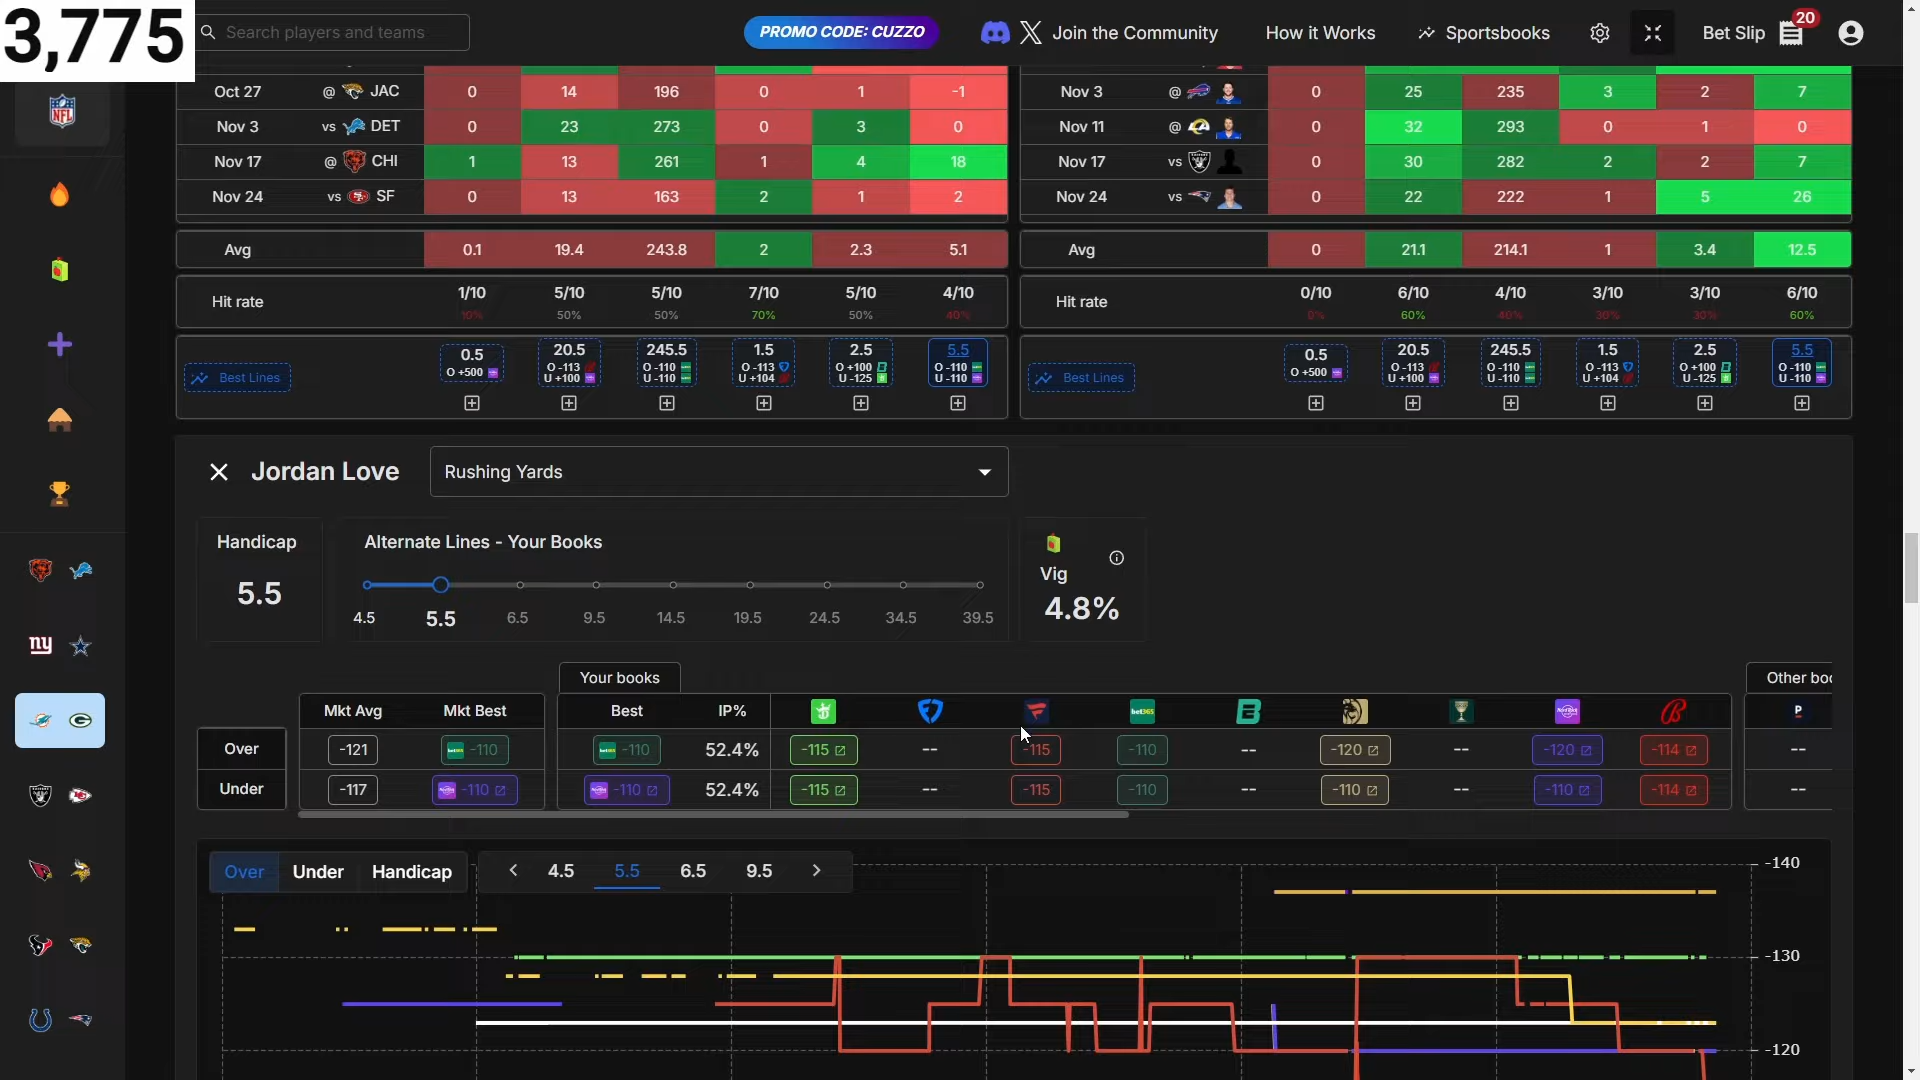 3,775
Search players and teams
PROMO CODE: CUZZO
Join the Community
How it Works
Sportsbooks
Bet Slip
20
Oct 27 @ JAC 0 14 196 0 1 -1
Nov 3 vs DET 0 23 273 0 3 0
Nov 17 @ CHI 1 13 261 1 4 18
Nov 24 vs SF 0 13 163 2 1 2
Avg 0.1 19.4 243.8 2 2.3 5.1
Hit rate 1/10 5/10 5/10 7/10 5/10 4/10
10% 50% 50% 70% 50% 40%
Best Lines 0.5 20.5 245.5 1.5 2.5 5.5
O +500 O -113 O -110 O -113 O +100 O -110
U +100 U -110 U +104 U -125 U -110
Nov 3 @ 0 25 235 3 2 7
Nov 11 @ 0 32 293 0 1 0
Nov 17 vs 0 30 282 2 2 7
Nov 24 vs 0 22 222 1 5 26
Avg 0 21.1 214.1 1 3.4 12.5
Hit rate 0/10 6/10 4/10 3/10 3/10 6/10
0% 60% 40% 30% 30% 60%
Best Lines 0.5 20.5 245.5 1.5 2.5 5.5
O +500 O -113 O -110 O -113 O +100 O -110
U +100 U -110 U +104 U -125 U -110
NFL
ny
Jordan Love
Rushing Yards
Handicap
5.5
Alternate Lines - Your Books
4.5 5.5 6.5 9.5 14.5 19.5 24.5 34.5 39.5
Vig
4.8%
Your books
Other boo
Mkt Avg Mkt Best Best IP% bet365 P
Over -121 bet365 -110 bet365 -110 52.4% -115 -- -115 -110 -- -120 -- -120 -114 --
Under -117 -110 -110 52.4% -115 -- -115 -110 -- -110 -- -110 -114 --
Over Under Handicap
4.5 5.5 6.5 9.5
-140
-130
-120